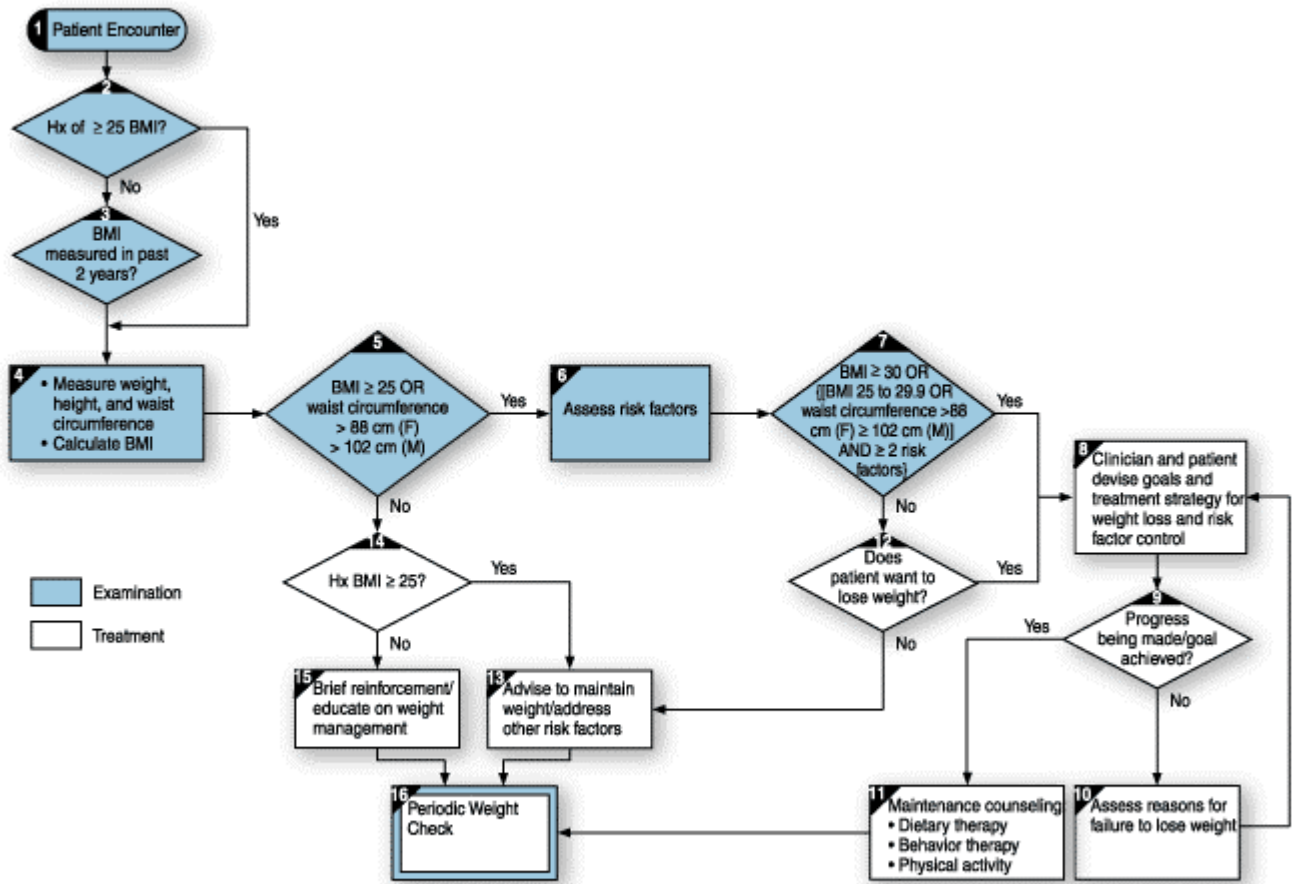 1 Patient Encounter
2
Hx of ≥ 25 BMI?
No
Yes
3
BMI
measured in past
2 years?
4
• Measure weight,
height, and waist
circumference
• Calculate BMI
5
BMI ≥ 25 OR
waist circumference
> 88 cm (F)
> 102 cm (M)
Yes
No
6
Assess risk factors
7
BMI ≥ 30 OR
{[BMI 25 to 29.9 OR
waist circumference >88
cm (F) ≥ 102 cm (M)]
AND ≥ 2 risk
factors}
Yes
No
8
Clinician and patient
devise goals and
treatment strategy for
weight loss and risk
factor control
12
Does
patient want to
lose weight?
Yes
No
9
Progress
being made/goal
achieved?
Yes
No
14
Hx BMI ≥ 25?
Yes
No
Examination
Treatment
15
Brief reinforcement/
educate on weight
management
13
Advise to maintain
weight/address
other risk factors
16
Periodic Weight
Check
11
Maintenance counseling
• Dietary therapy
• Behavior therapy
• Physical activity
10
Assess reasons for
failure to lose weight